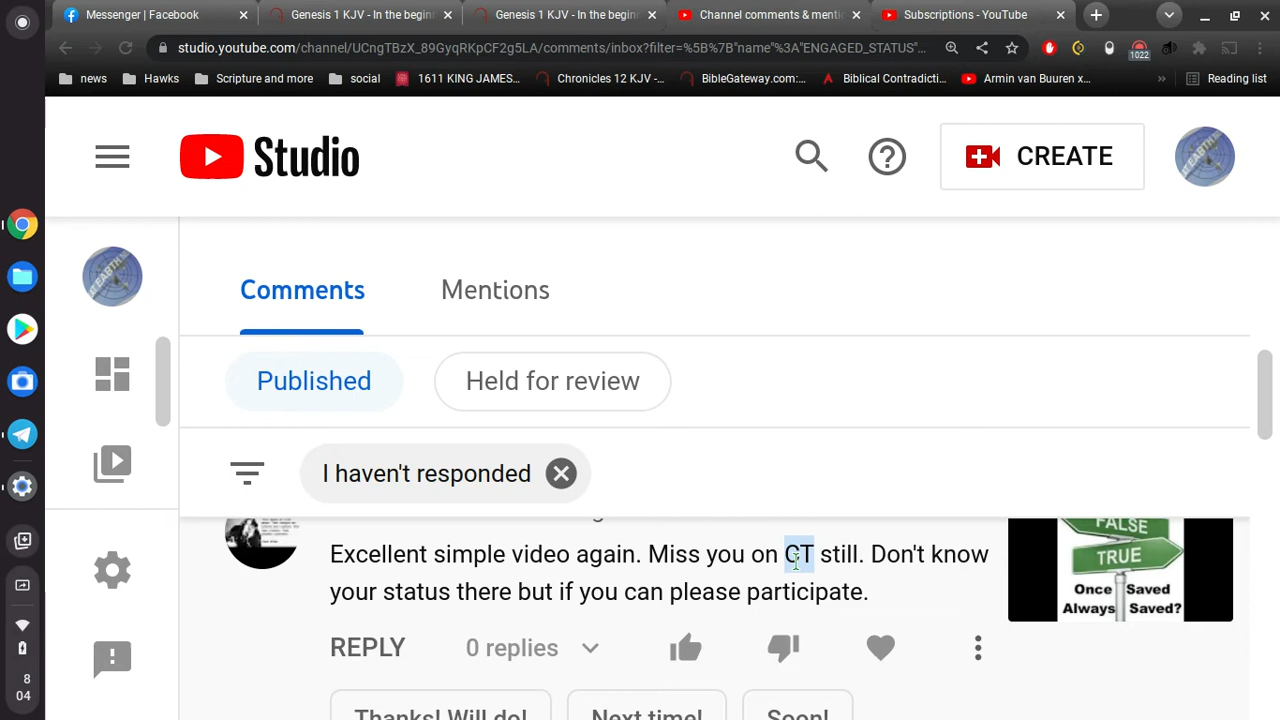 Messenger | Facebook
Genesis 1 KJV - In the beginn
Genesis 1 KJV - In the beginn
Channel comments & menti
Subscriptions - YouTube
studio.youtube.com/channel/UCngTBzX_89GyqRKpCF2g5LA/comments/inbox?filter=%5B%7B"name"%3A"ENGAGED_STATUS"...
1022
news
Hawks
Scripture and more
social
1611 KING JAMES...
Chronicles 12 KJV -...
BibleGateway.com:...
Biblical Contradicti...
Armin van Buuren x...
»
Reading list
Studio
CREATE
Comments
Mentions
Published
Held for review
I haven't responded
Excellent simple video again. Miss you on CT still. Don't know
your status there but if you can please participate.
FALSE
TRUE
Once Saved
Always Saved?
REPLY
0 replies
Thanks! Will do!
Next time!
Soon!
8
04